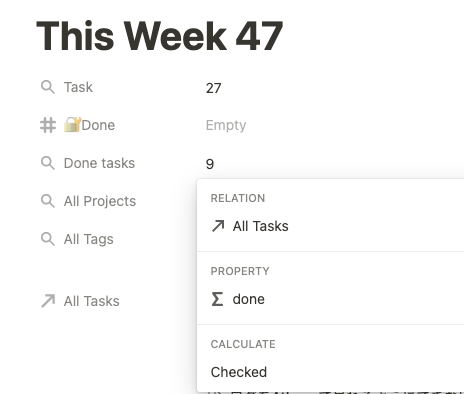 This Week 47
Task 27
🔐Done Empty
Done tasks 9
All Projects
All Tags
All Tasks
RELATION
All Tasks
PROPERTY
done
CALCULATE
Checked